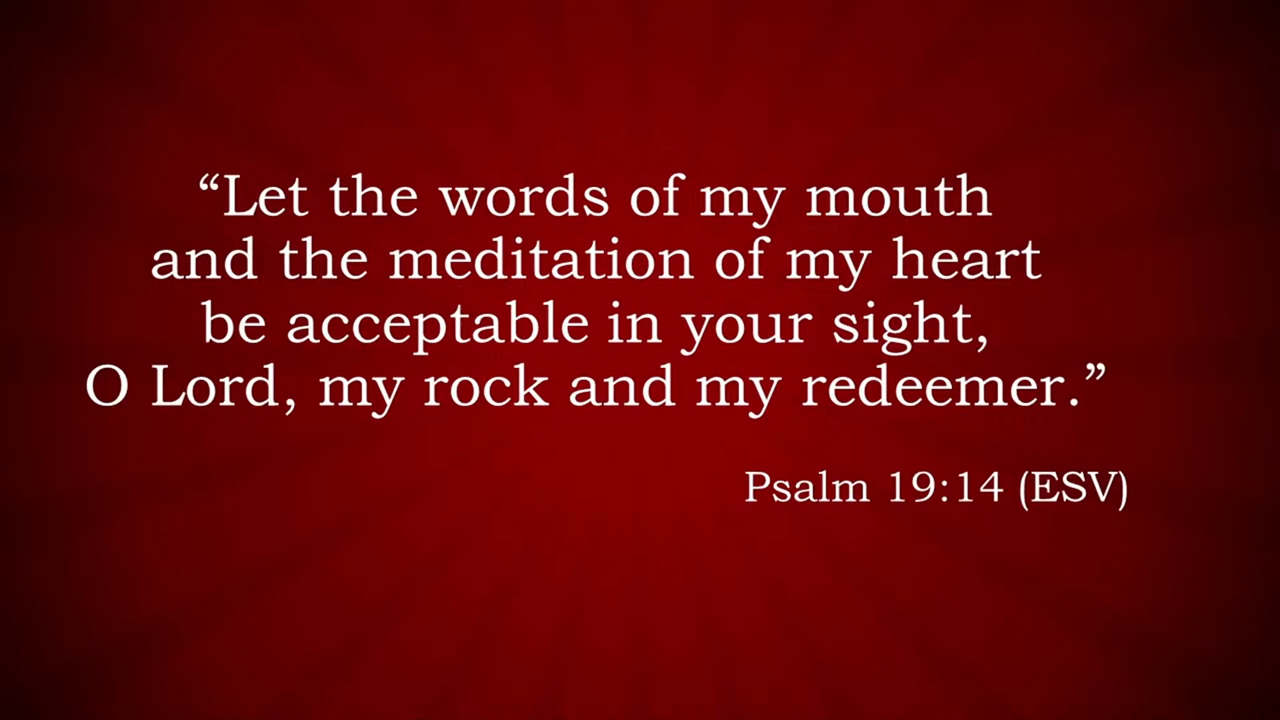 “Let the words of my mouth
and the meditation of my heart
be acceptable in your sight,
O Lord, my rock and my redeemer.”
Psalm 19:14 (ESV)